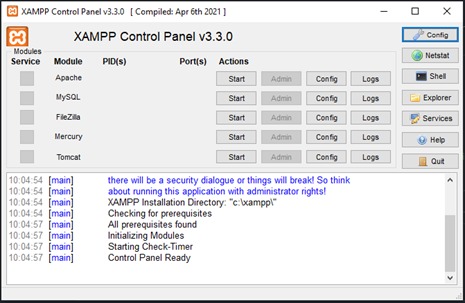 XAMPP Control Panel v3.3.0 [ Compiled: Apr 6th 2021 ]
XAMPP Control Panel v3.3.0
Config
Modules
Service Module PID(s) Port(s) Actions
Netstat
Apache Start Admin Config Logs
Shell
MySQL Start Admin Config Logs
Explorer
FileZilla Start Admin Config Logs
Services
Mercury Start Admin Config Logs
Help
Tomcat Start Admin Config Logs
Quit
10:04:54 [main] there will be a security dialogue or things will break! So think
10:04:54 [main] about running this application with administrator rights!
10:04:54 [main] XAMPP Installation Directory: "c:\xampp\"
10:04:54 [main] Checking for prerequisites
10:04:57 [main] All prerequisites found
10:04:57 [main] Initializing Modules
10:04:57 [main] Starting Check-Timer
10:04:57 [main] Control Panel Ready